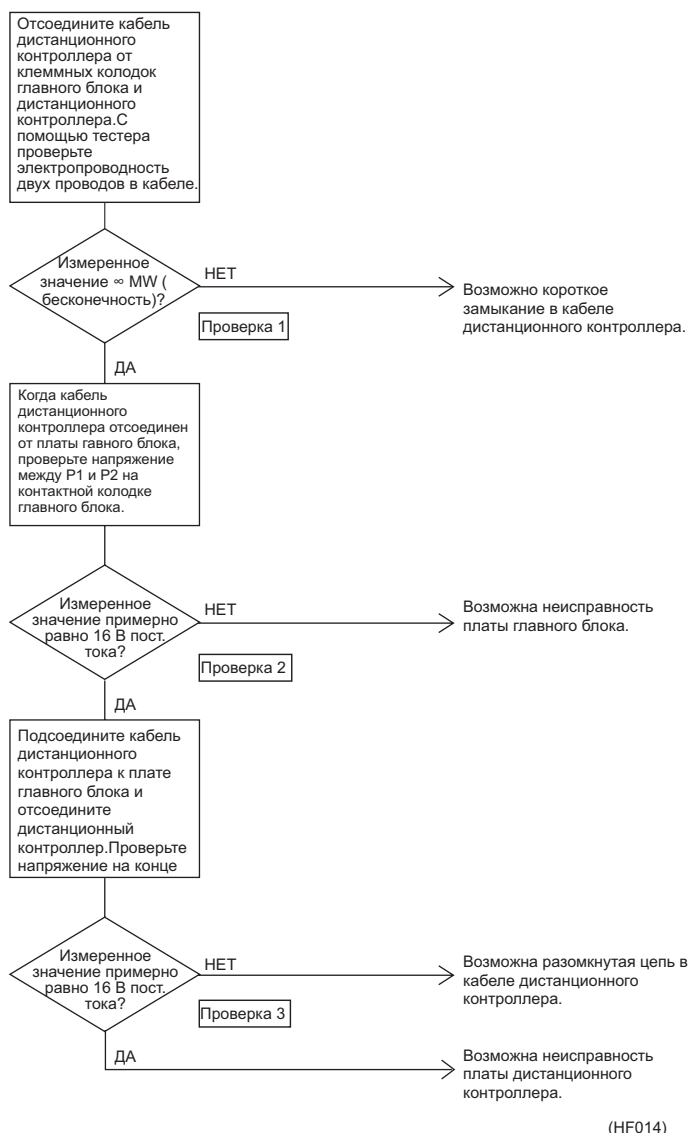 Отсоедините кабель
дистанционного
контроллера от
клеммных колодок
главного блока и
дистанционного
контроллера.С
помощью тестера
проверьте
электропроводность
двух проводов в кабеле.
Измеренное
значение ∞ MW (
бесконечность)?
НЕТ
Возможно короткое
замыкание в кабеле
дистанционного контроллера.
Проверка 1
ДА
Когда кабель
дистанционного
контроллера отсоединен
от платы гавного блока,
проверьте напряжение
между P1 и P2 на
контактной колодке
главного блока.
Измеренное
значение примерно
равно 16 В пост.
тока?
НЕТ
Возможна неисправность
платы главного блока.
Проверка 2
ДА
Подсоедините кабель
дистанционного
контроллера к плате
главного блока и
отсоедините
дистанционный
контроллер.Проверьте
напряжение на конце
Измеренное
значение примерно
равно 16 В пост.
тока?
НЕТ
Возможна разомкнутая цепь в
кабеле дистанционного
контроллера.
Проверка 3
ДА
Возможна неисправность
платы дистанционного
контроллера.
(HF014)